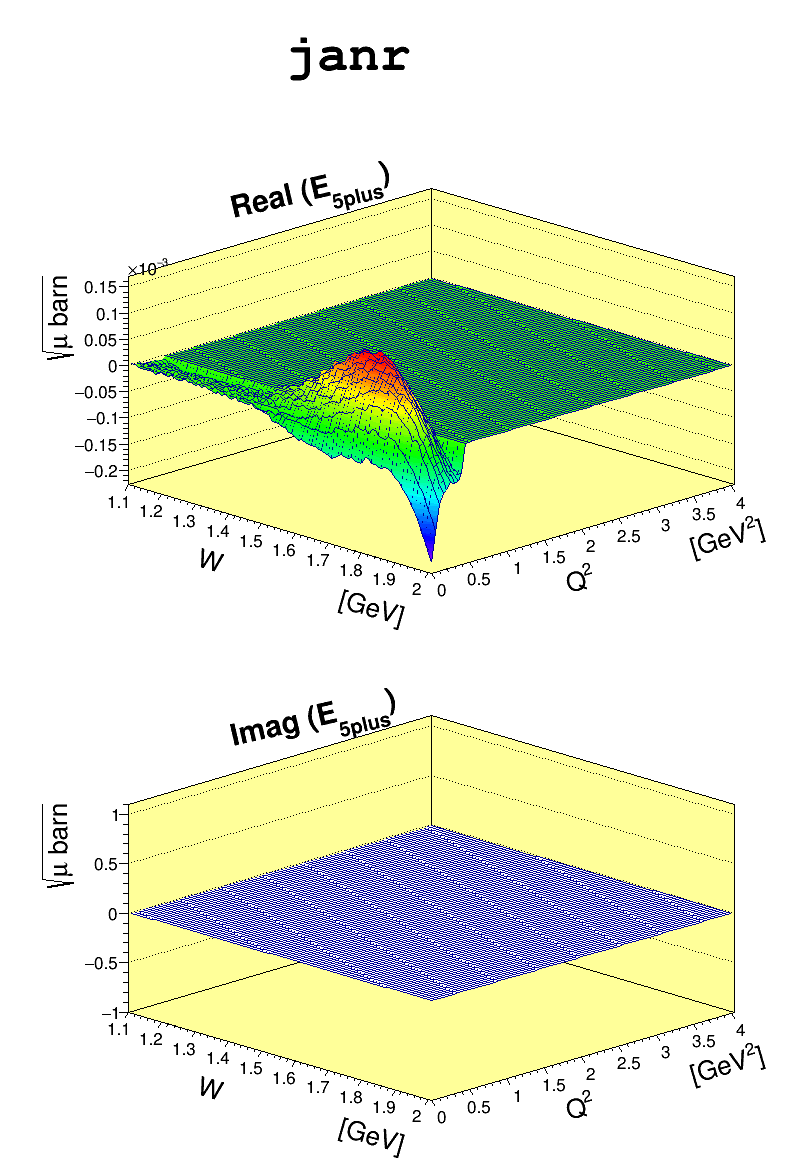 janr
Real (E5plus)
×10−3
√μ barn
0.15
0.1
0.05
0
−0.05
−0.1
−0.15
−0.2
1.1 1.2 1.3 1.4 1.5 1.6 1.7 1.8 1.9 2
W
[GeV]
0 0.5 1 1.5 2 2.5 3 3.5 4
Q2
[GeV2]
Imag (E5plus)
√μ barn
1
0.5
0
−0.5
−1
1.1 1.2 1.3 1.4 1.5 1.6 1.7 1.8 1.9 2
W
[GeV]
0 0.5 1 1.5 2 2.5 3 3.5 4
Q2
[GeV2]